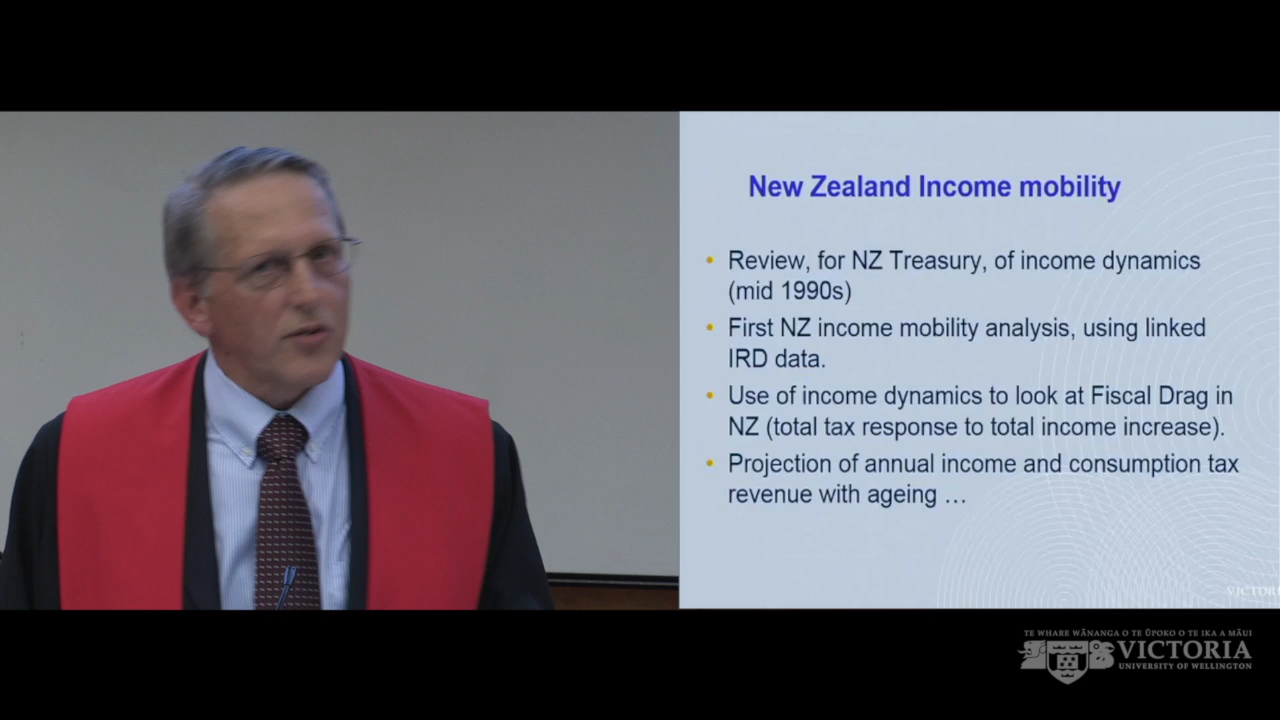 New Zealand Income mobility
• Review, for NZ Treasury, of income dynamics
(mid 1990s)
• First NZ income mobility analysis, using linked
IRD data.
• Use of income dynamics to look at Fiscal Drag in
NZ (total tax response to total income increase).
• Projection of annual income and consumption tax
revenue with ageing …
TE WHARE WĀNANGA O TE ŪPOKO O TE IKA A MĀUI
VICTORIA
UNIVERSITY OF WELLINGTON